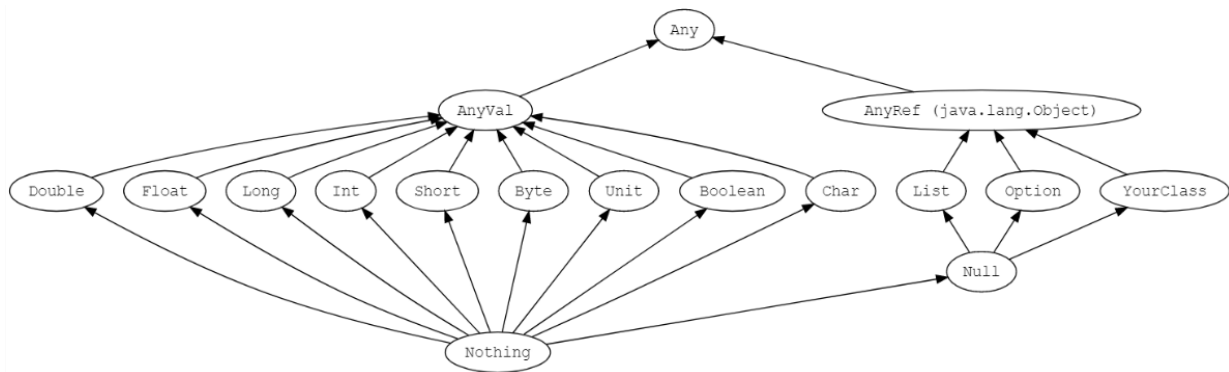 Any
AnyVal
AnyRef (java.lang.Object)
Double
Float
Long
Int
Short
Byte
Unit
Boolean
Char
List
Option
YourClass
Null
Nothing